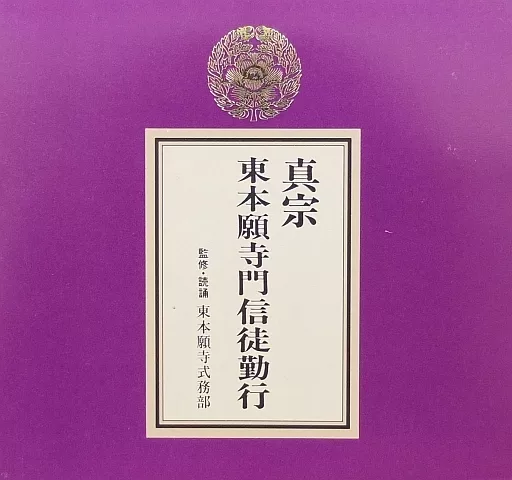 真宗
東本願寺門信徒勤行
監修・読誦 東本願寺式務部